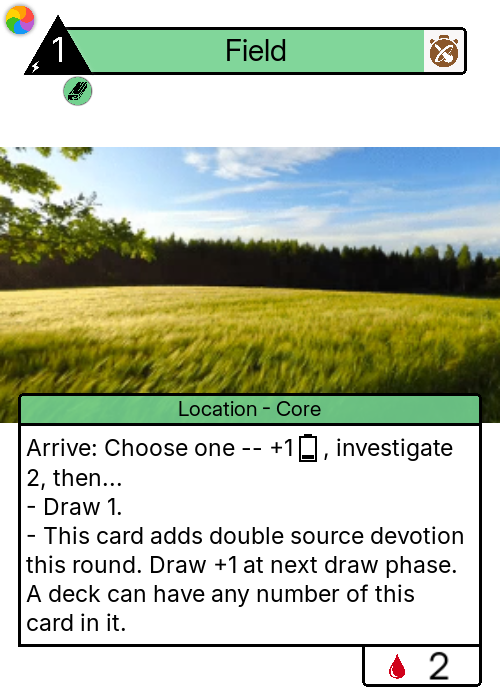 1
Field
Location - Core
Arrive: Choose one -- +1 , investigate
2, then...
- Draw 1.
- This card adds double source devotion
this round. Draw +1 at next draw phase.
A deck can have any number of this
card in it.
2